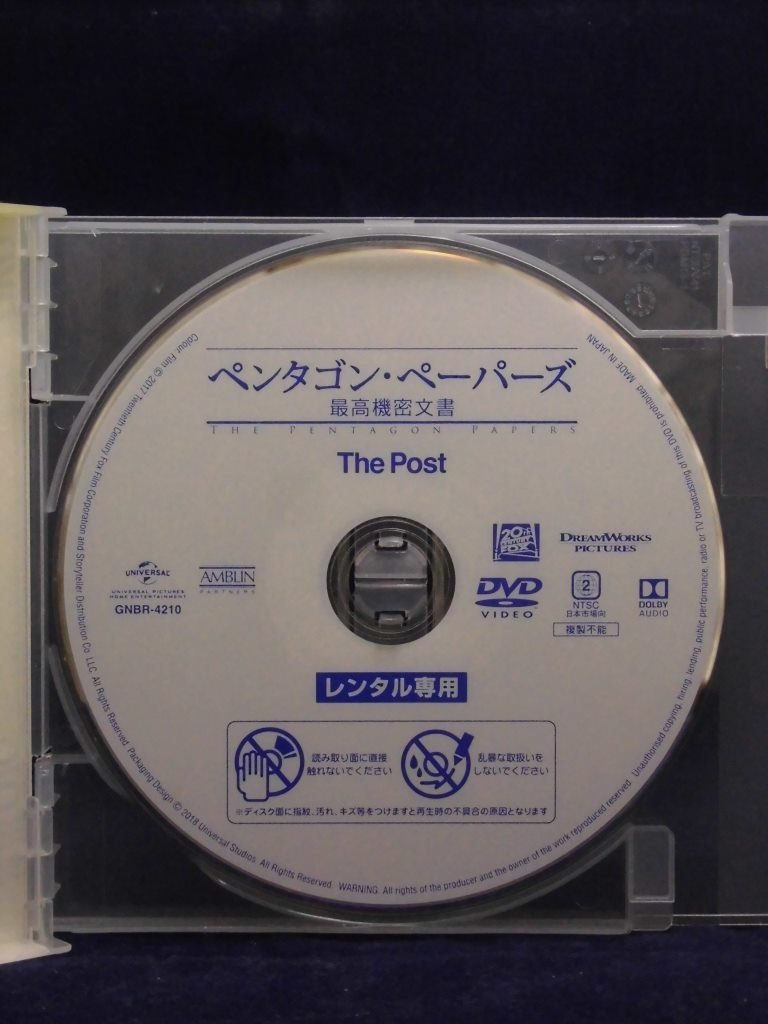 ペンタゴン・ペーパーズ
最高機密文書
THE PENTAGON PAPERS
The Post
UNIVERSAL
UNIVERSAL PICTURES
HOME ENTERTAINMENT
GNBR-4210
AMBLIN
PARTNERS
20TH
CENTURY
FOX
DREAMWORKS
PICTURES
DVD
VIDEO
2
NTSC
日本市場向
複製不能
DOLBY
AUDIO
レンタル専用
読み取り面に直接
触れないでください
乱暴な取扱いを
しないでください
※ディスク面に指紋、汚れ、キズ等をつけますと再生時の不具合の原因となります
Colour Film © 2017 Twentieth Century Fox Film Corporation and Storyteller Distribution Co. LLC. All Rights Reserved. Packaging Design © 2018 Universal Studios. All Rights Reserved. WARNING. All rights of the producer and the owner of the work reproduced reserved. Unauthorised copying, hiring, lending, public performance, radio or TV broadcasting of this DVD is prohibited. MADE IN JAPAN